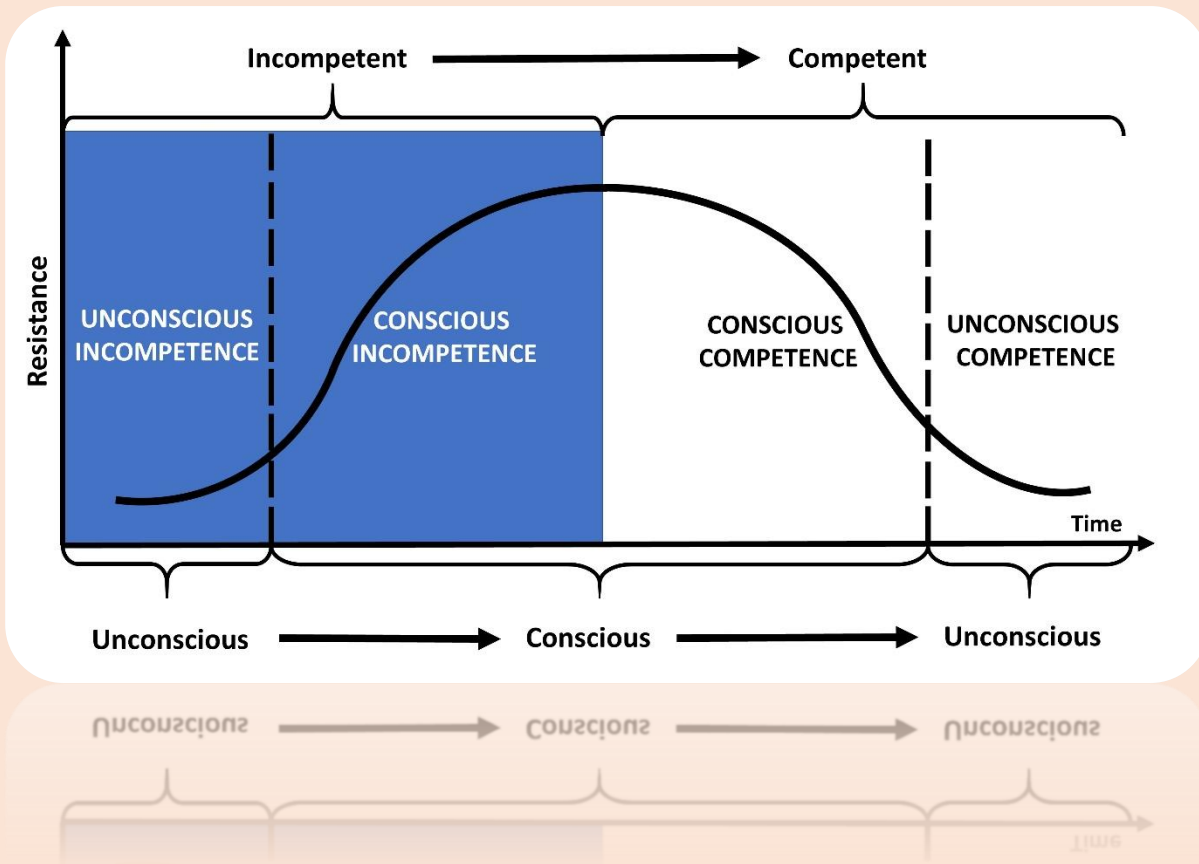 Incompetent
Competent
Resistance
UNCONSCIOUS
INCOMPETENCE
CONSCIOUS
INCOMPETENCE
CONSCIOUS
COMPETENCE
UNCONSCIOUS
COMPETENCE
Time
Unconscious
Conscious
Unconscious